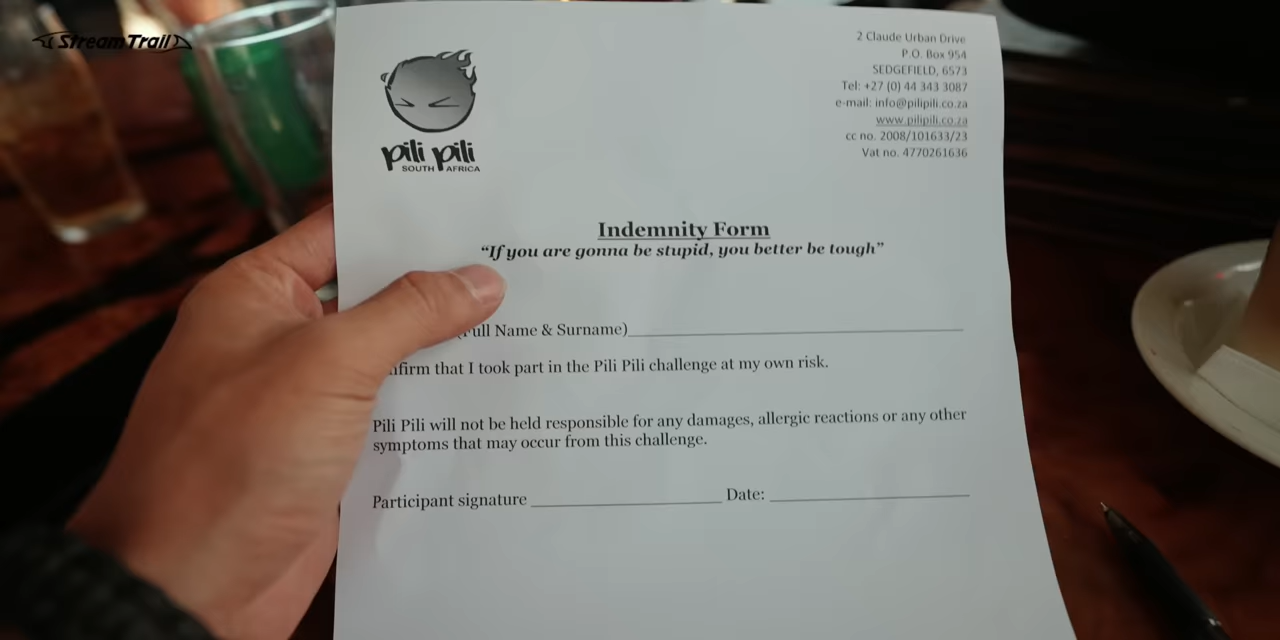 StreamTrail
2 Claude Urban Drive
P.O. Box 954
SEDGEFIELD, 6573
Tel: +27 (0) 44 343 3087
e-mail: info@pilipili.co.za
www.pilipili.co.za
cc no. 2008/101633/23
Vat no. 4770261636
pili pili
SOUTH AFRICA
Indemnity Form
“If you are gonna be stupid, you better be tough”
Name & Surname)
that I took part in the Pili Pili challenge at my own risk.
Pili Pili will not be held responsible for any damages, allergic reactions or any other
symptoms that may occur from this challenge.
Participant signature Date: